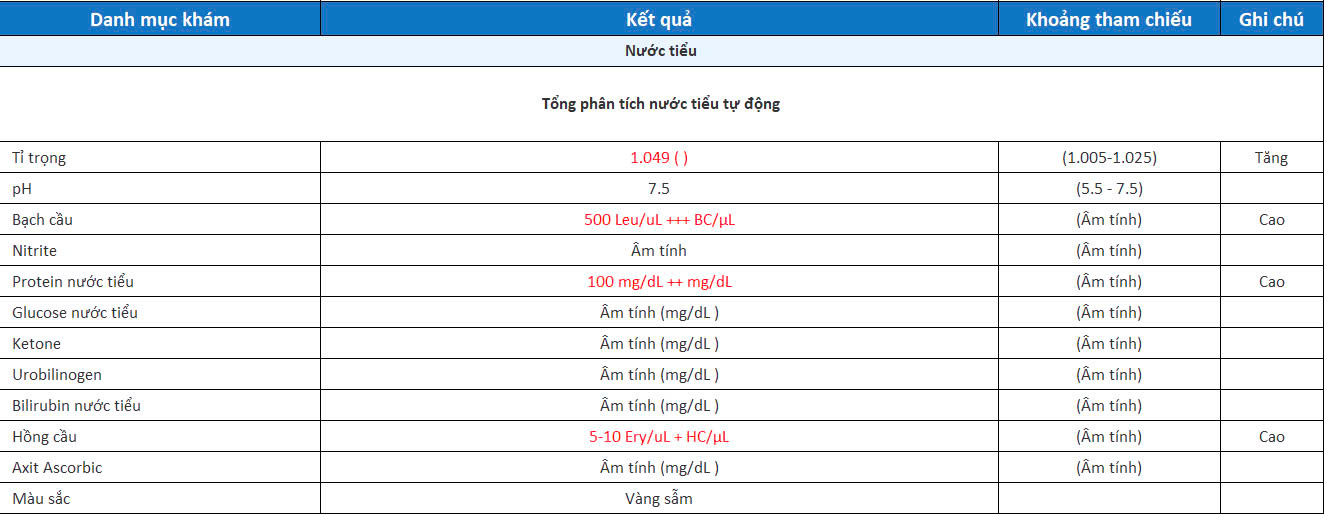 Danh mục khám Kết quả Khoảng tham chiếu Ghi chú
Nước tiểu
Tổng phân tích nước tiểu tự động
Tỉ trọng 1.049 ( ) (1.005-1.025) Tăng
pH 7.5 (5.5 - 7.5)
Bạch cầu 500 Leu/uL +++ BC/µL (Âm tính) Cao
Nitrite Âm tính (Âm tính)
Protein nước tiểu 100 mg/dL ++ mg/dL (Âm tính) Cao
Glucose nước tiểu Âm tính (mg/dL ) (Âm tính)
Ketone Âm tính (mg/dL ) (Âm tính)
Urobilinogen Âm tính (mg/dL ) (Âm tính)
Bilirubin nước tiểu Âm tính (mg/dL ) (Âm tính)
Hồng cầu 5-10 Ery/uL + HC/µL (Âm tính) Cao
Axit Ascorbic Âm tính (mg/dL ) (Âm tính)
Màu sắc Vàng sẫm